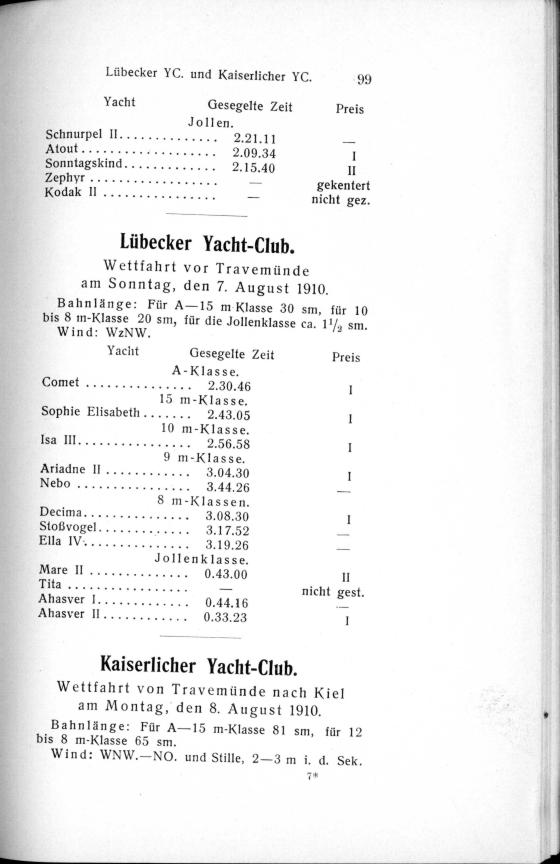 Lübecker YC. und Kaiserlicher YC. 99
Yacht Gesegelte Zeit Preis
Jollen.
Schnurpel II.............. 2.21.11 —
Atout................... 2.09.34 I
Sonntagskind............. 2.15.40 II
Zephyr.................. — gekentert
Kodak II ................ — nicht gez.
Lübecker Yacht-Club.
Wettfahrt vor Travemünde
am Sonntag, den 7. August 1910.
Bahnlänge: Für A—15 m Klasse 30 sm, für 10
bis 8 m-Klasse 20 sm, für die Jollenklasse ca. 1½ sm.
Wind: WzNW.
Yacht Gesegelte Zeit Preis
A-Klasse.
Comet ............... 2.30.46 I
15 m-Klasse.
Sophie Elisabeth....... 2.43.05 I
10 m-Klasse.
Isa III................ 2.56.58 I
9 m-Klasse.
Ariadne II ............ 3.04.30 I
Nebo ................ 3.44.26 —
8 m-Klassen.
Decima............... 3.08.30 I
Stoßvogel............. 3.17.52 —
Ella IV............... 3.19.26 —
Jollenklasse.
Mare II .............. 0.43.00 II
Tita ................. — nicht gest.
Ahasver I............. 0.44.16 —
Ahasver II............ 0.33.23 I
Kaiserlicher Yacht-Club.
Wettfahrt von Travemünde nach Kiel
am Montag, den 8. August 1910.
Bahnlänge: Für A—15 m-Klasse 81 sm, für 12
bis 8 m-Klasse 65 sm.
Wind: WNW.—NO. und Stille, 2—3 m i. d. Sek.
7*